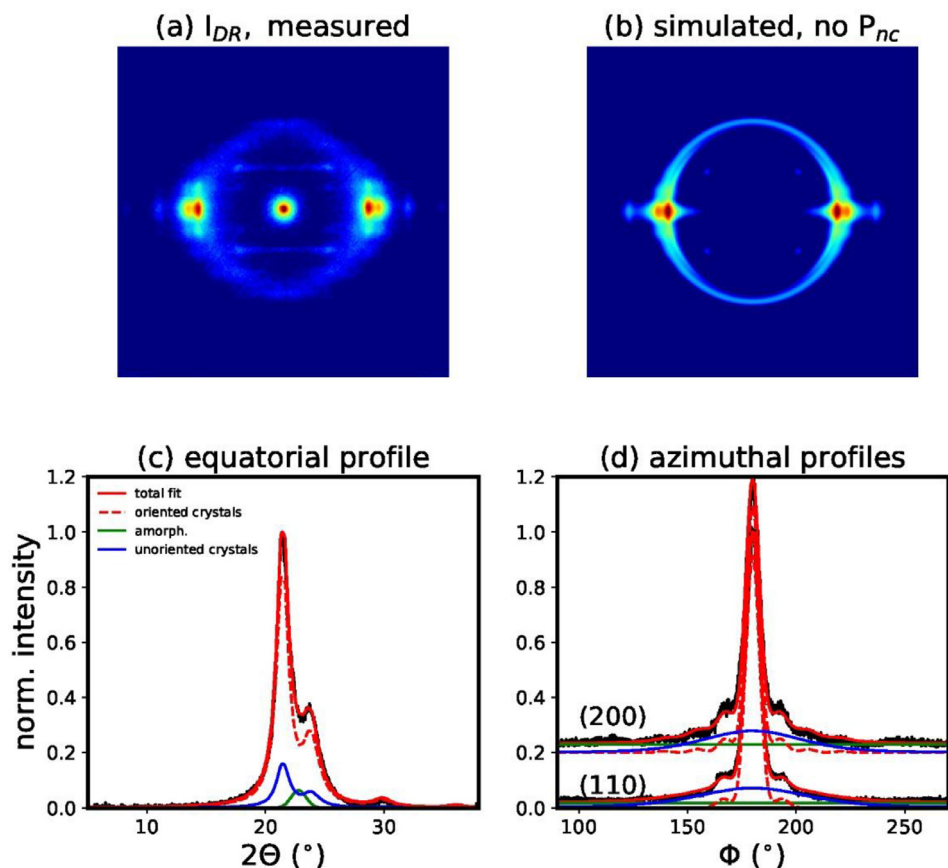 (a) I_DR, measured
(b) simulated, no P_nc
(c) equatorial profile
(d) azimuthal profiles
norm. intensity
1.2
1.0
0.8
0.6
0.4
0.2
0.0
total fit
oriented crystals
amorph.
unoriented crystals
10
20
30
2Θ (°)
1.2
1.0
0.8
0.6
0.4
0.2
0.0
(200)
(110)
100
150
200
250
Φ (°)